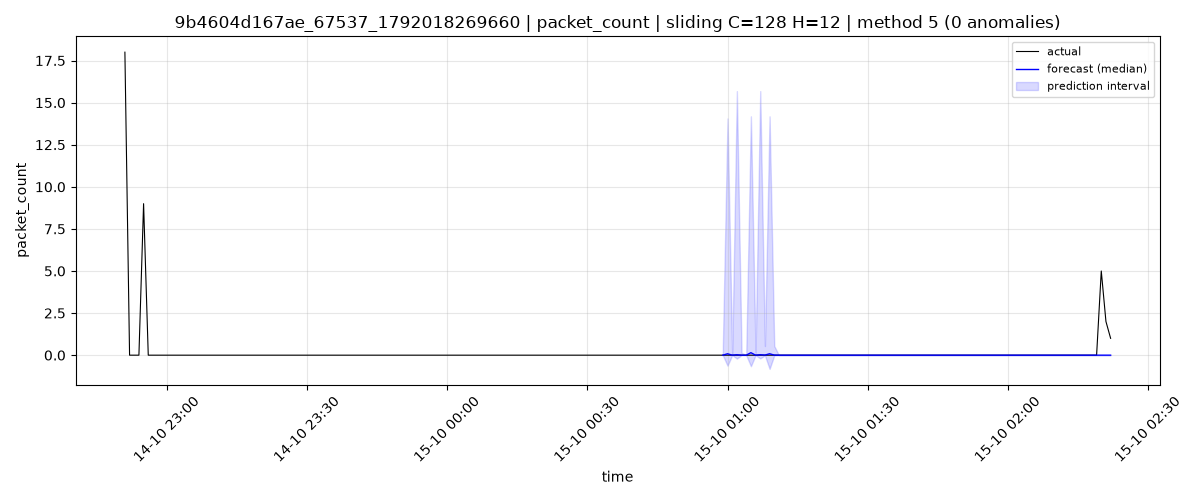 9b4604d167ae_67537_1792018269660 | packet_count | sliding C=128 H=12 | method 5 (0 anomalies)
actual
forecast (median)
prediction interval
packet_count
17.5
15.0
12.5
10.0
7.5
5.0
2.5
0.0
14-10 23:00
14-10 23:30
15-10 00:00
15-10 00:30
15-10 01:00
15-10 01:30
15-10 02:00
15-10 02:30
time